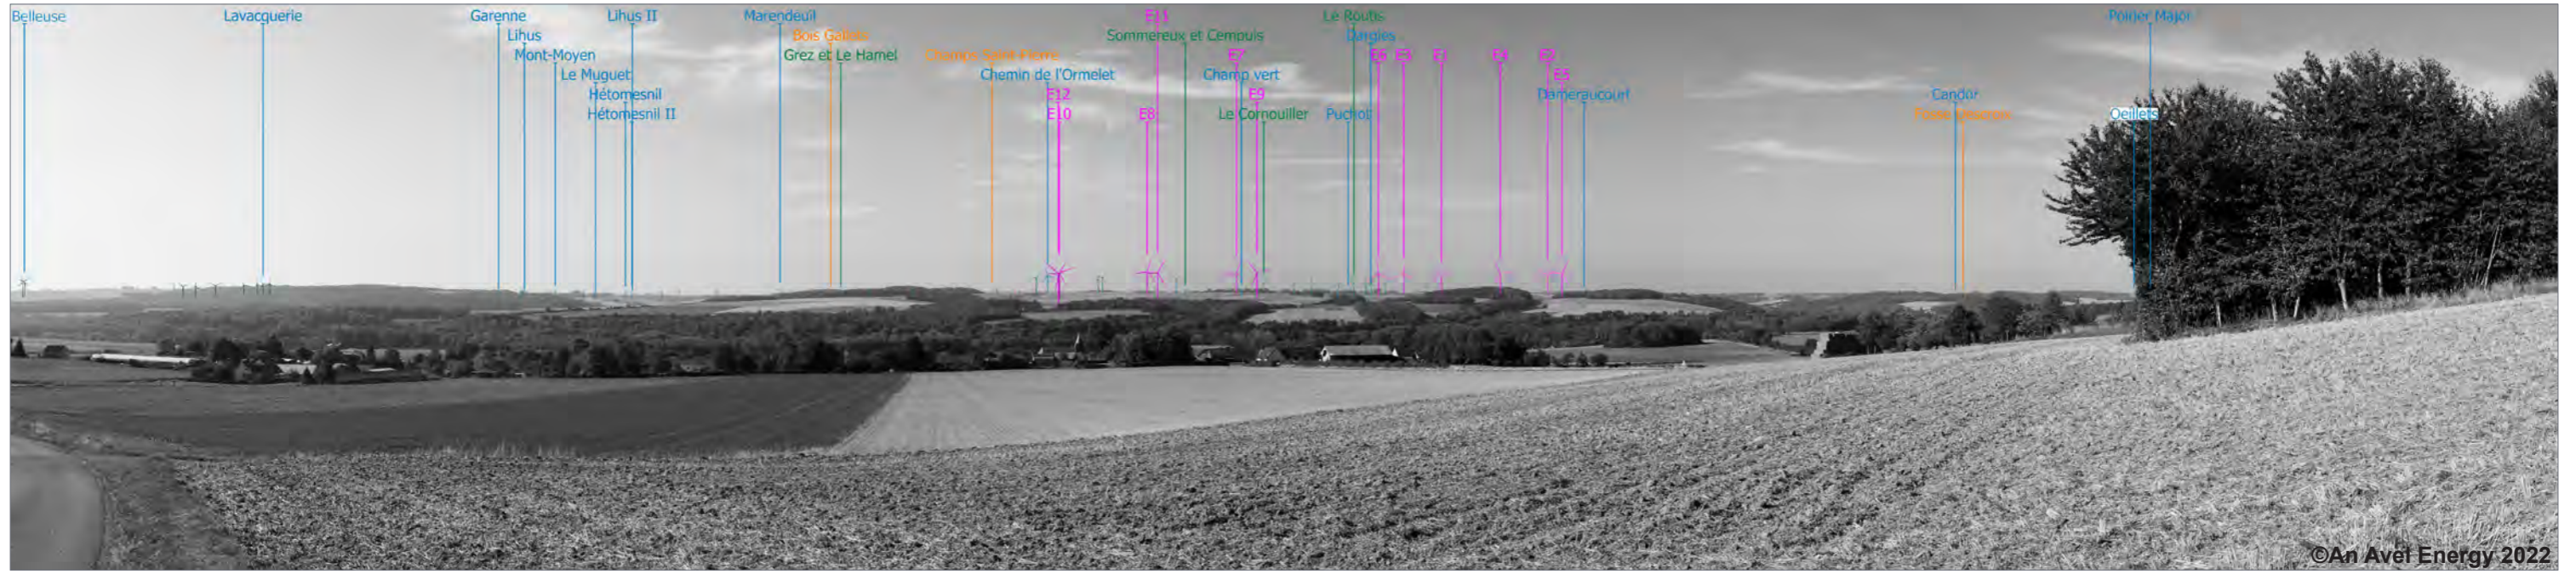 Belleuse
Lavacquerie
Garenne
Lihus II
Marendeuil
E11
Le Routis
Poirier Major
Lihus
Bois Galletz
Sommereux et Cempuis
Dargies
Mont-Moyen
Grez et Le Hamel
Champs Saint-Pierre
E7
E6
E3
E1
E4
E2
Le Muguet
Chemin de l'Ormelet
Champ vert
E5
Hétomesnil
E12
E9
Dameraucourt
Candor
Hétomesnil II
E10
E8
Le Cornouiller
Puchot
Oeillets
©An Avel Energy 2022